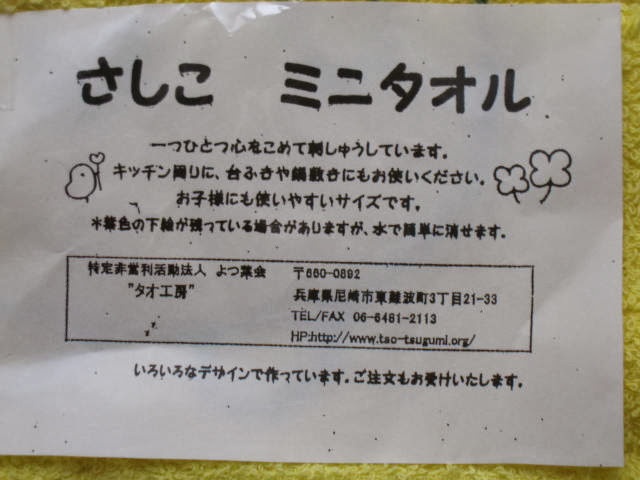 さしこ ミニタオル
一つひとつ心をこめて刺しゅうしています。
キッチン周りに、台ふきや鍋敷きにもお使いください。
お子様にも使いやすいサイズです。
*紫色の下絵が残っている場合がありますが、水で簡単に消せます。
特定非営利活動法人 よつ葉会
"タオ工房"
〒660-0892
兵庫県尼崎市東難波町3丁目21-33
TEL/FAX 06-6481-2113
HP:http://www.tao-tsugumi.org/
いろいろなデザインで作っています。ご注文もお受けいたします。